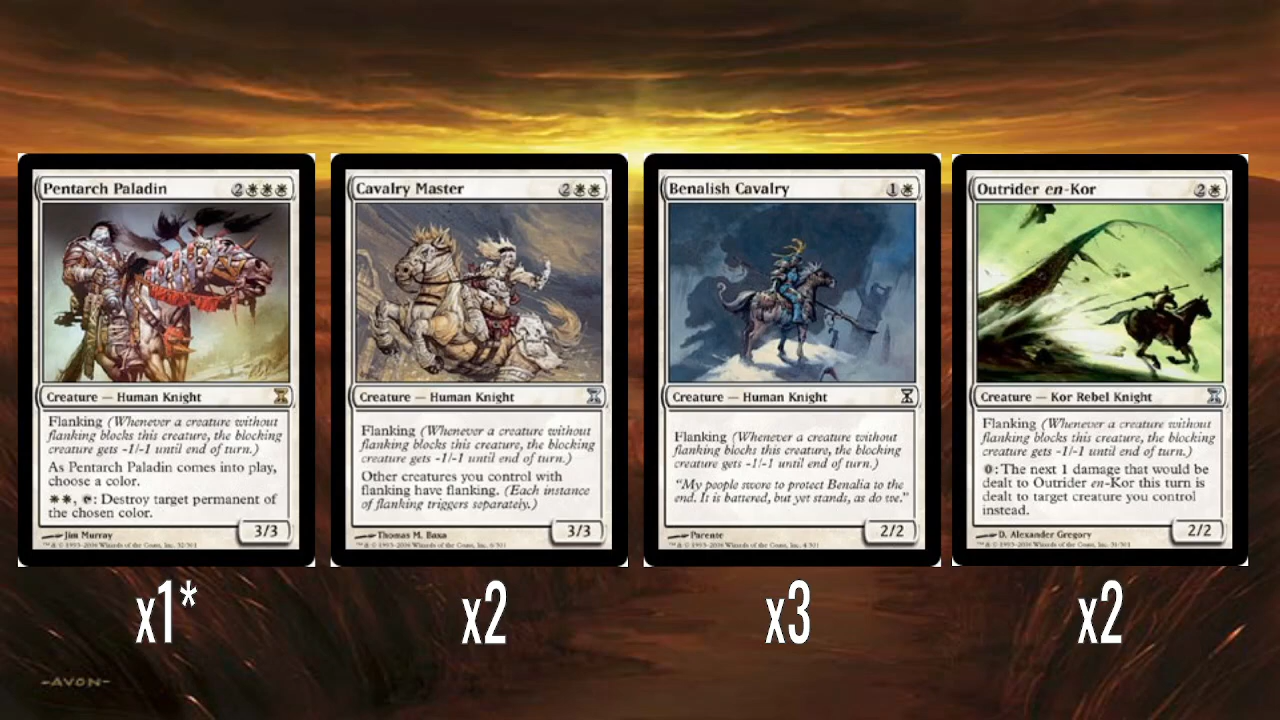 Pentarch Paladin 2
Creature — Human Knight
Flanking (Whenever a creature without
flanking blocks this creature, the blocking
creature gets -1/-1 until end of turn.)
As Pentarch Paladin comes into play,
choose a color.
, : Destroy target permanent of
the chosen color.
3/3
Jim Murray
x1*
Cavalry Master 2
Creature — Human Knight
Flanking (Whenever a creature without
flanking blocks this creature, the blocking
creature gets -1/-1 until end of turn.)
Other creatures you control with
flanking have flanking. (Each instance
of flanking triggers separately.)
3/3
Thomas M. Baxa
x2
Benalish Cavalry 1
Creature — Human Knight
Flanking (Whenever a creature without
flanking blocks this creature, the blocking
creature gets -1/-1 until end of turn.)
“My people swore to protect Benalia to the
end. It is battered, but yet stands, as do we.”
2/2
Parente
x3
Outrider en-Kor 2
Creature — Kor Rebel Knight
Flanking (Whenever a creature without
flanking blocks this creature, the blocking
creature gets -1/-1 until end of turn.)
0: The next 1 damage that would be
dealt to Outrider en-Kor this turn is
dealt to target creature you control
instead.
2/2
D. Alexander Gregory
x2
-AVON-